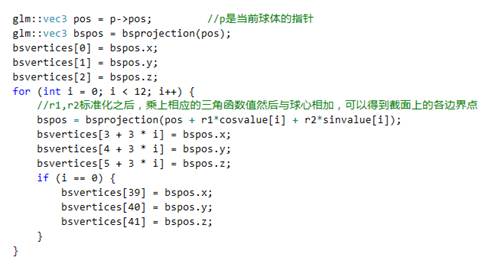 glm::vec3 pos = p->pos;          //p是当前球体的指针
glm::vec3 bspos = bsprojection(pos);
bsvertices[0] = bspos.x;
bsvertices[1] = bspos.y;
bsvertices[2] = bspos.z;
for (int i = 0; i < 12; i++) {
    //r1,r2标准化之后，乘上相应的三角函数值然后与球心相加，可以得到截面上的各边界点
    bspos = bsprojection(pos + r1*cosvalue[i] + r2*sinvalue[i]);
    bsvertices[3 + 3 * i] = bspos.x;
    bsvertices[4 + 3 * i] = bspos.y;
    bsvertices[5 + 3 * i] = bspos.z;
    if (i == 0) {
        bsvertices[39] = bspos.x;
        bsvertices[40] = bspos.y;
        bsvertices[41] = bspos.z;
    }
}